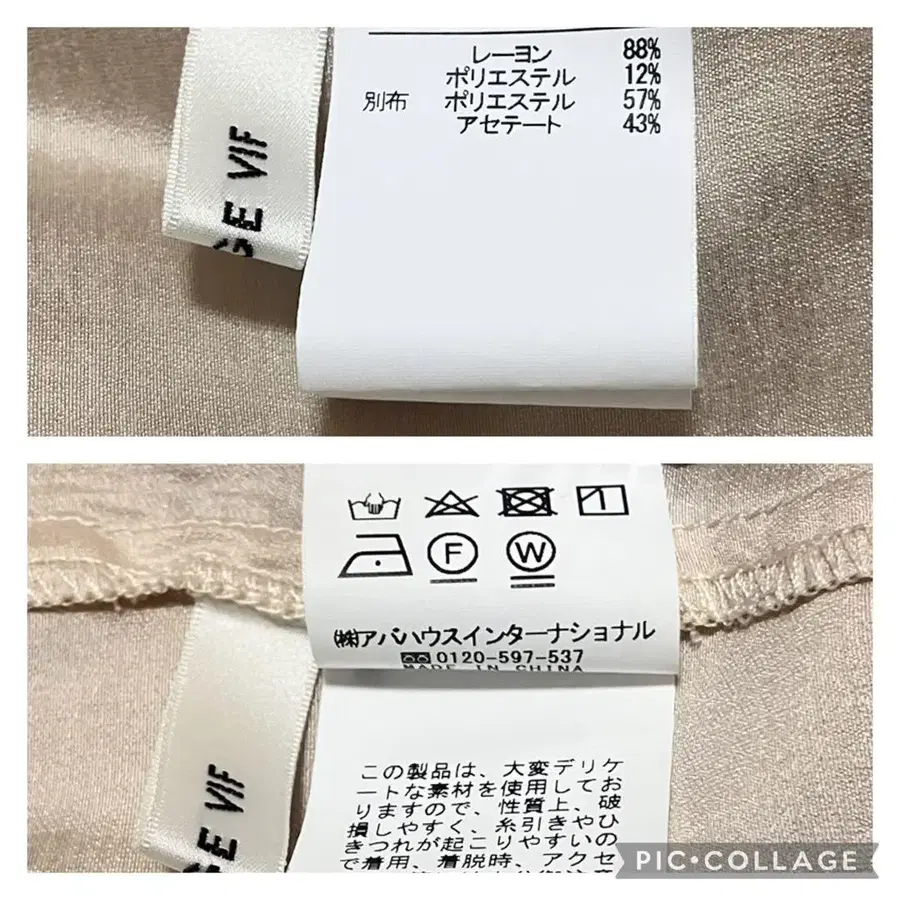 レーヨン 88%
ポリエステル 12%
別布 ポリエステル 57%
アセテート 43%
GE VIF
1
F W
㈱アバハウスインターナショナル
0120-597-537
MADE IN CHINA
この製品は、大変デリケ
ートな素材を使用してお
りますので、性質上、破
損しやすく、糸引きやひ
きつれが起こりやすいの
で着用、着脱時、アクセ
GE VIF
PIC•COLLAGE